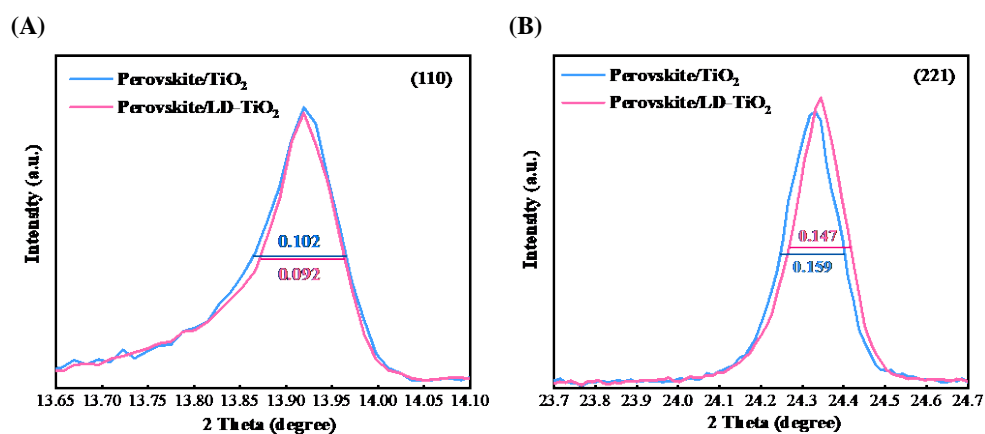 (A)
Perovskite/TiO₂
(110)
Perovskite/LD-TiO₂
Intensity (a.u.)
0.102
0.092
13.65 13.70 13.75 13.80 13.85 13.90 13.95 14.00 14.05 14.10
2 Theta (degree)
(B)
Perovskite/TiO₂
(221)
Perovskite/LD-TiO₂
Intensity (a.u.)
0.147
0.159
23.7 23.8 23.9 24.0 24.1 24.2 24.3 24.4 24.5 24.6 24.7
2 Theta (degree)